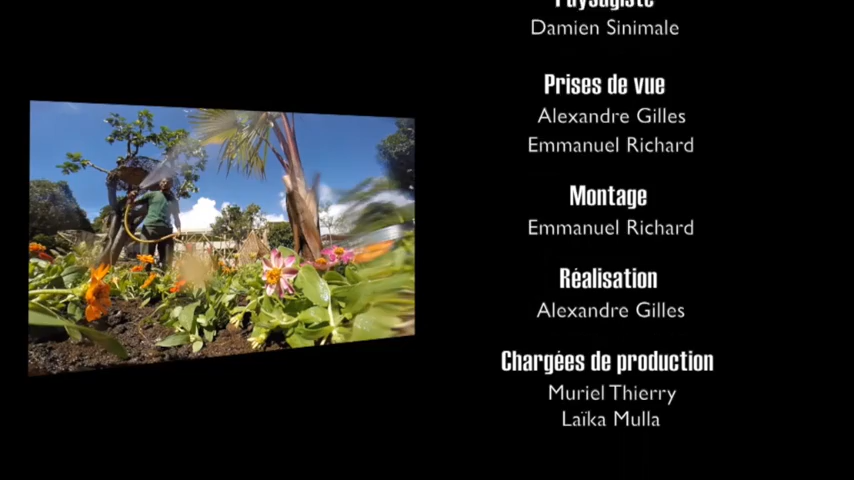 Paysagiste
Damien Sinimale
Prises de vue
Alexandre Gilles
Emmanuel Richard
Montage
Emmanuel Richard
Réalisation
Alexandre Gilles
Chargées de production
Muriel Thierry
Laïka Mulla